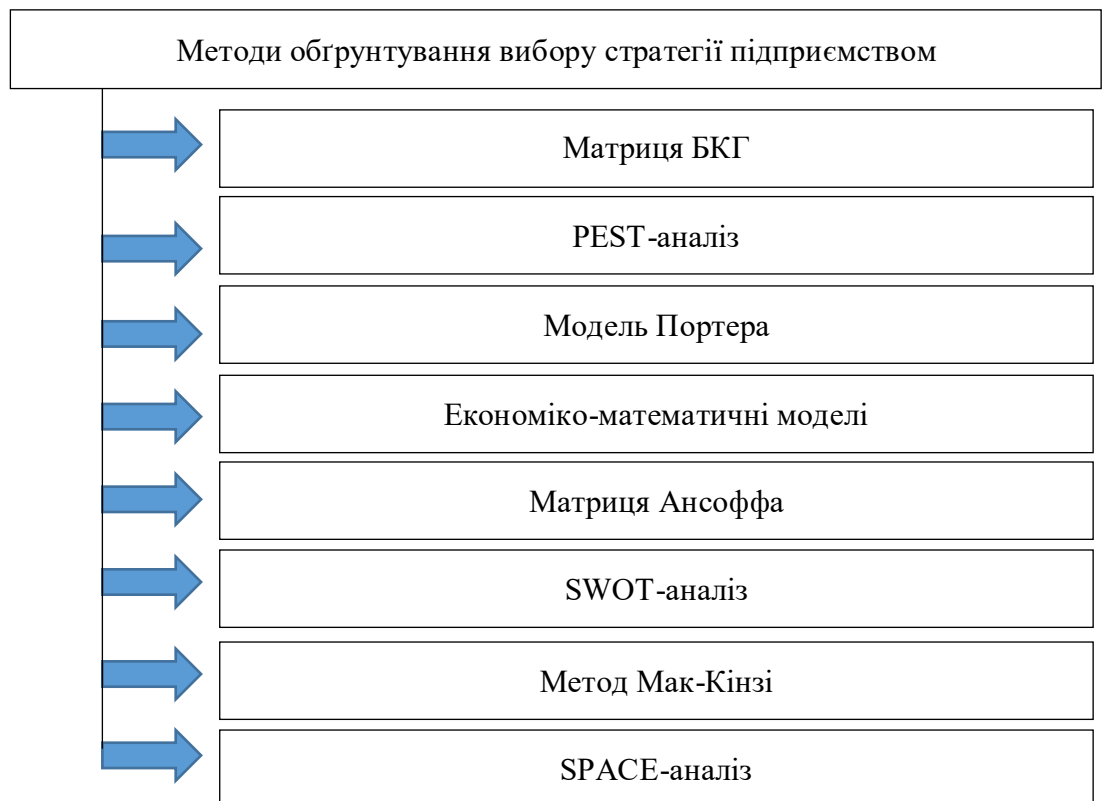 Методи обґрунтування вибору стратегії підприємством
Матриця БКГ
PEST-аналіз
Модель Портера
Економіко-математичні моделі
Матриця Ансоффа
SWOT-аналіз
Метод Мак-Кінзі
SPACE-аналіз